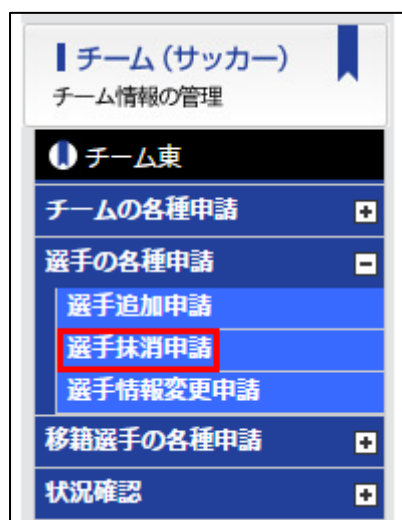 チーム（サッカー）
チーム情報の管理
チーム東
チームの各種申請
選手の各種申請
選手追加申請
選手抹消申請
選手情報変更申請
移籍選手の各種申請
状況確認